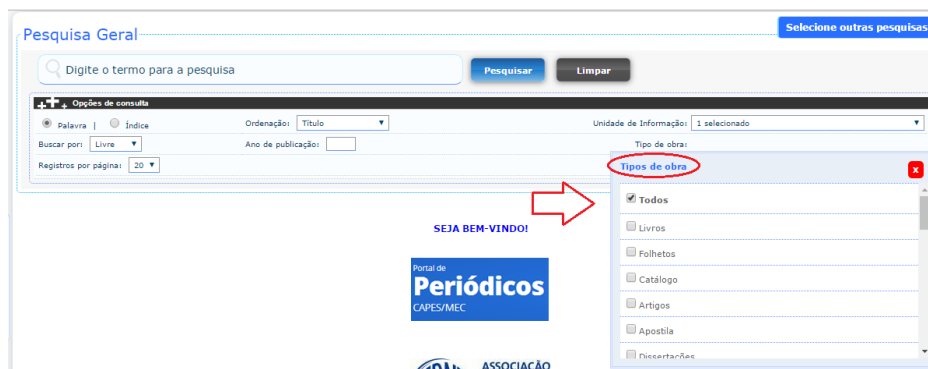 Selecione outras pesquisas
Pesquisa Geral
Digite o termo para a pesquisa
Pesquisar
Limpar
Opções de consulta
Palavra | Índice
Ordenação: Título
Unidade de Informação: 1 selecionado
Buscar por: Livre
Ano de publicação:
Tipo de obra:
Registros por página: 20
Tipos de obra
x
Todos
Livros
Folhetos
Catálogo
Artigos
Apostila
Dissertações
SEJA BEM-VINDO!
Portal de
Periódicos
CAPES/MEC
ASSOCIAÇÃO